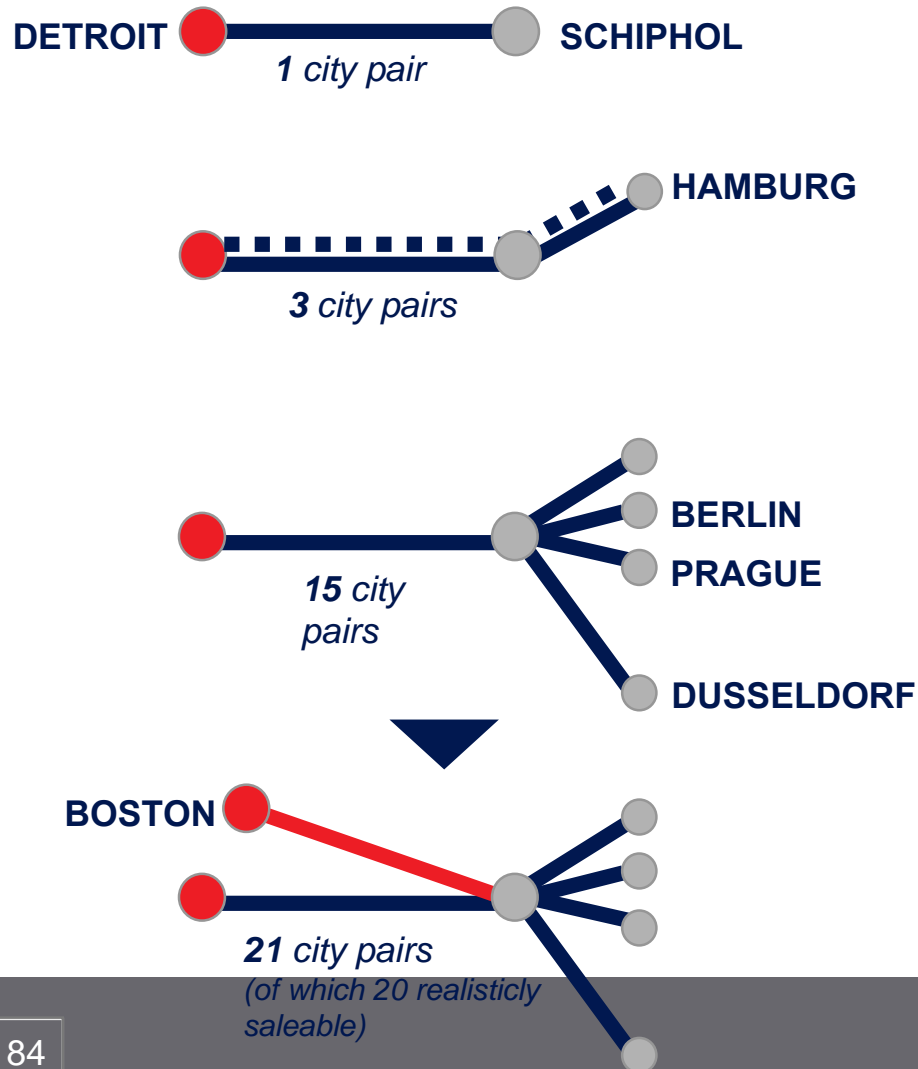 DETROIT
SCHIPHOL
1 city pair
HAMBURG
3 city pairs
BERLIN
PRAGUE
15 city
pairs
DUSSELDORF
BOSTON
21 city pairs
(of which 20 realisticly
saleable)
84